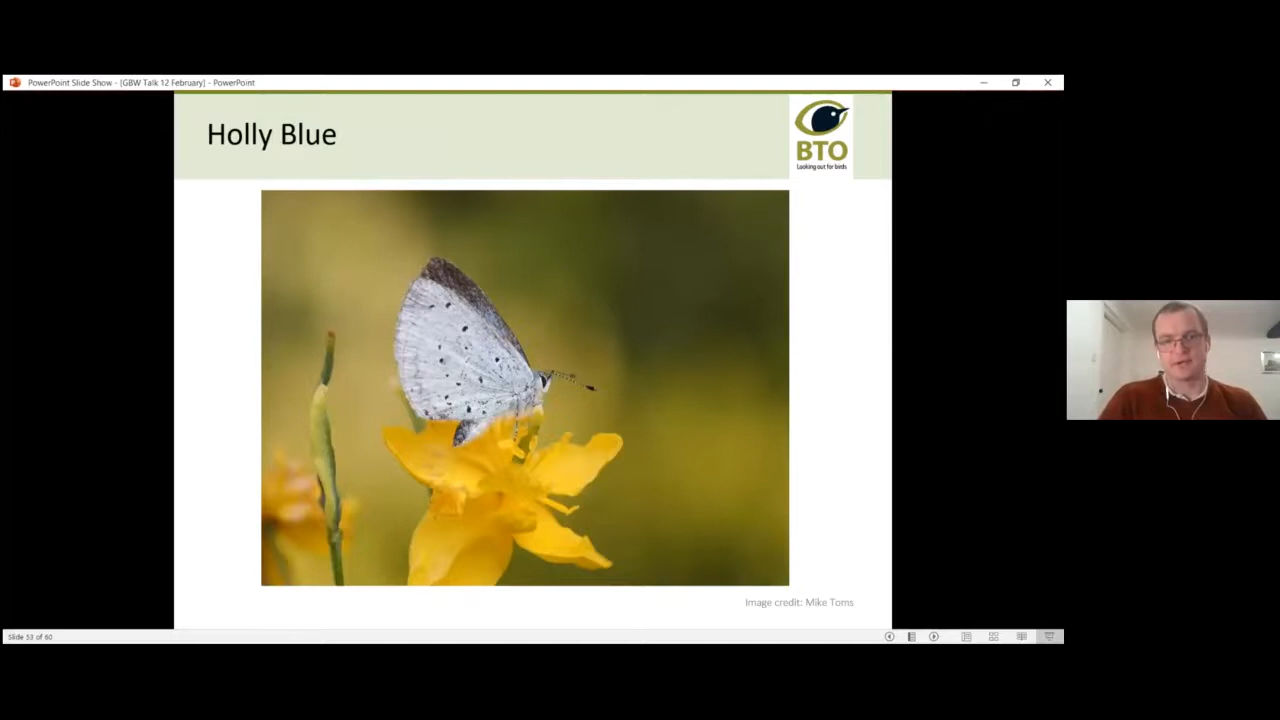 PowerPoint Slide Show - [GBW Talk 12 February] - PowerPoint
Holly Blue
BTO
Looking out for birds
Image credit: Mike Toms
Slide 53 of 60